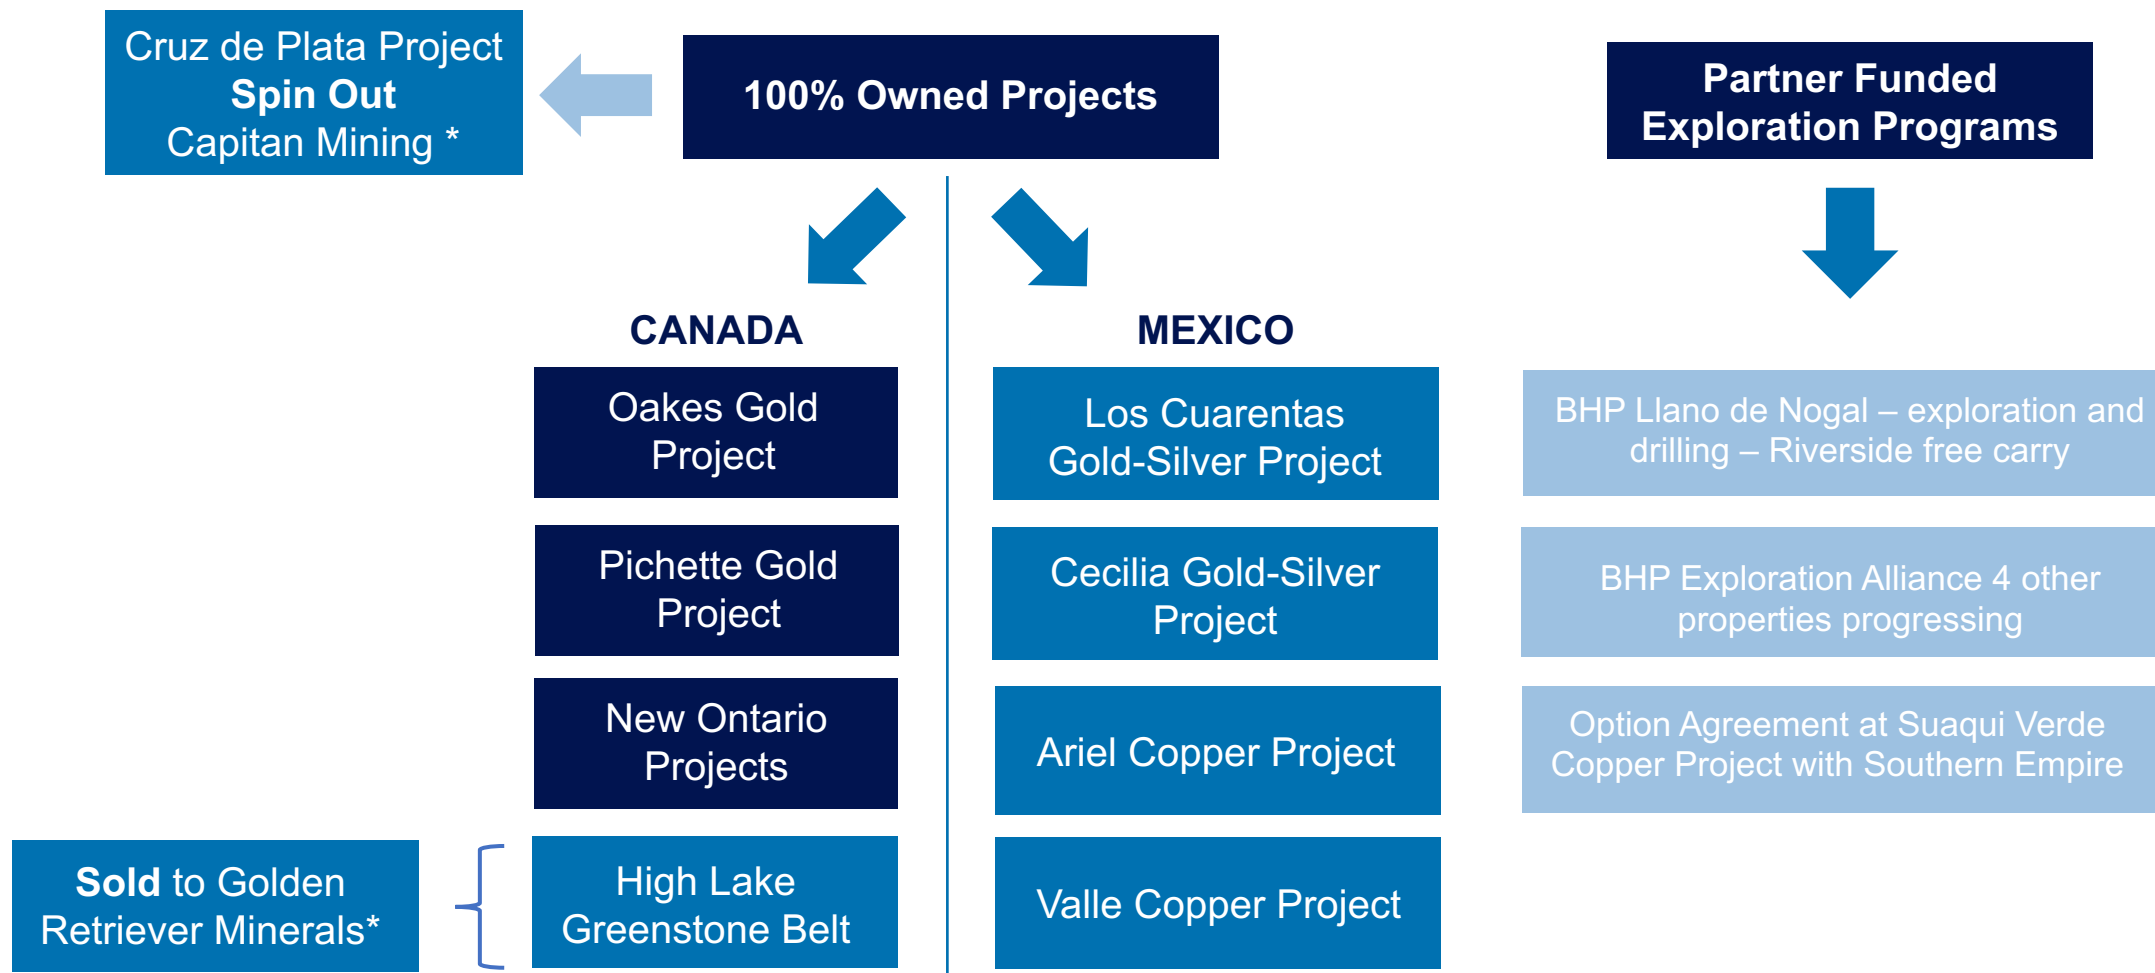 Cruz de Plata Project
Spin Out
Capitan Mining *
100% Owned Projects
Partner Funded
Exploration Programs
CANADA
Oakes Gold
Project
Pichette Gold
Project
New Ontario
Projects
High Lake
Greenstone Belt
Sold to Golden
Retriever Minerals*
MEXICO
Los Cuarentas
Gold-Silver Project
Cecilia Gold-Silver
Project
Ariel Copper Project
Valle Copper Project
BHP Llano de Nogal – exploration and
drilling – Riverside free carry
BHP Exploration Alliance 4 other
properties progressing
Option Agreement at Suaqui Verde
Copper Project with Southern Empire